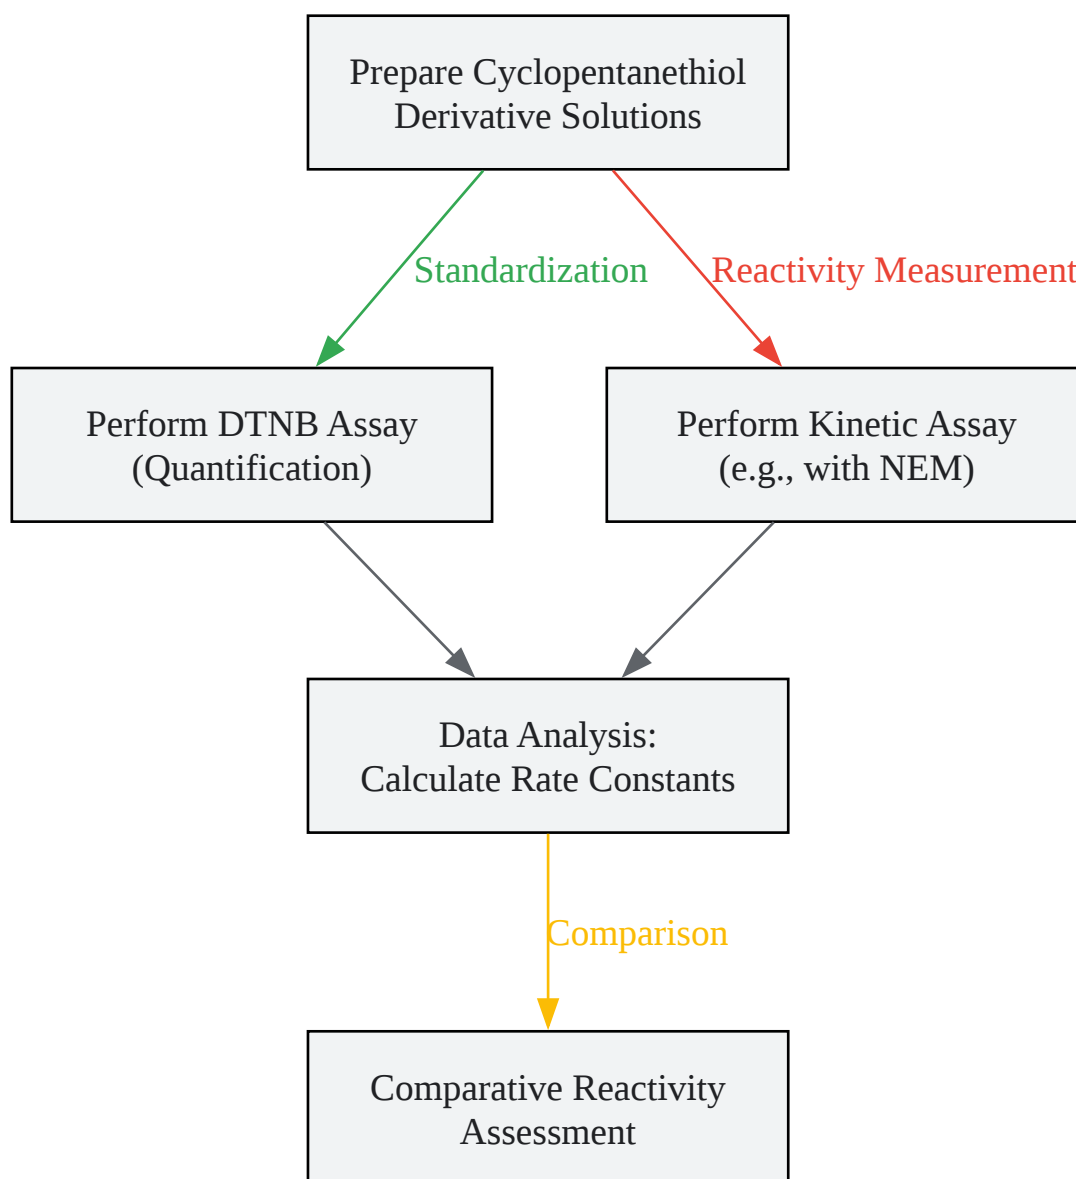 Prepare Cyclopentanethiol
Derivative Solutions
Standardization
Reactivity Measurement
Perform DTNB Assay
(Quantification)
Perform Kinetic Assay
(e.g., with NEM)
Data Analysis:
Calculate Rate Constants
Comparison
Comparative Reactivity
Assessment